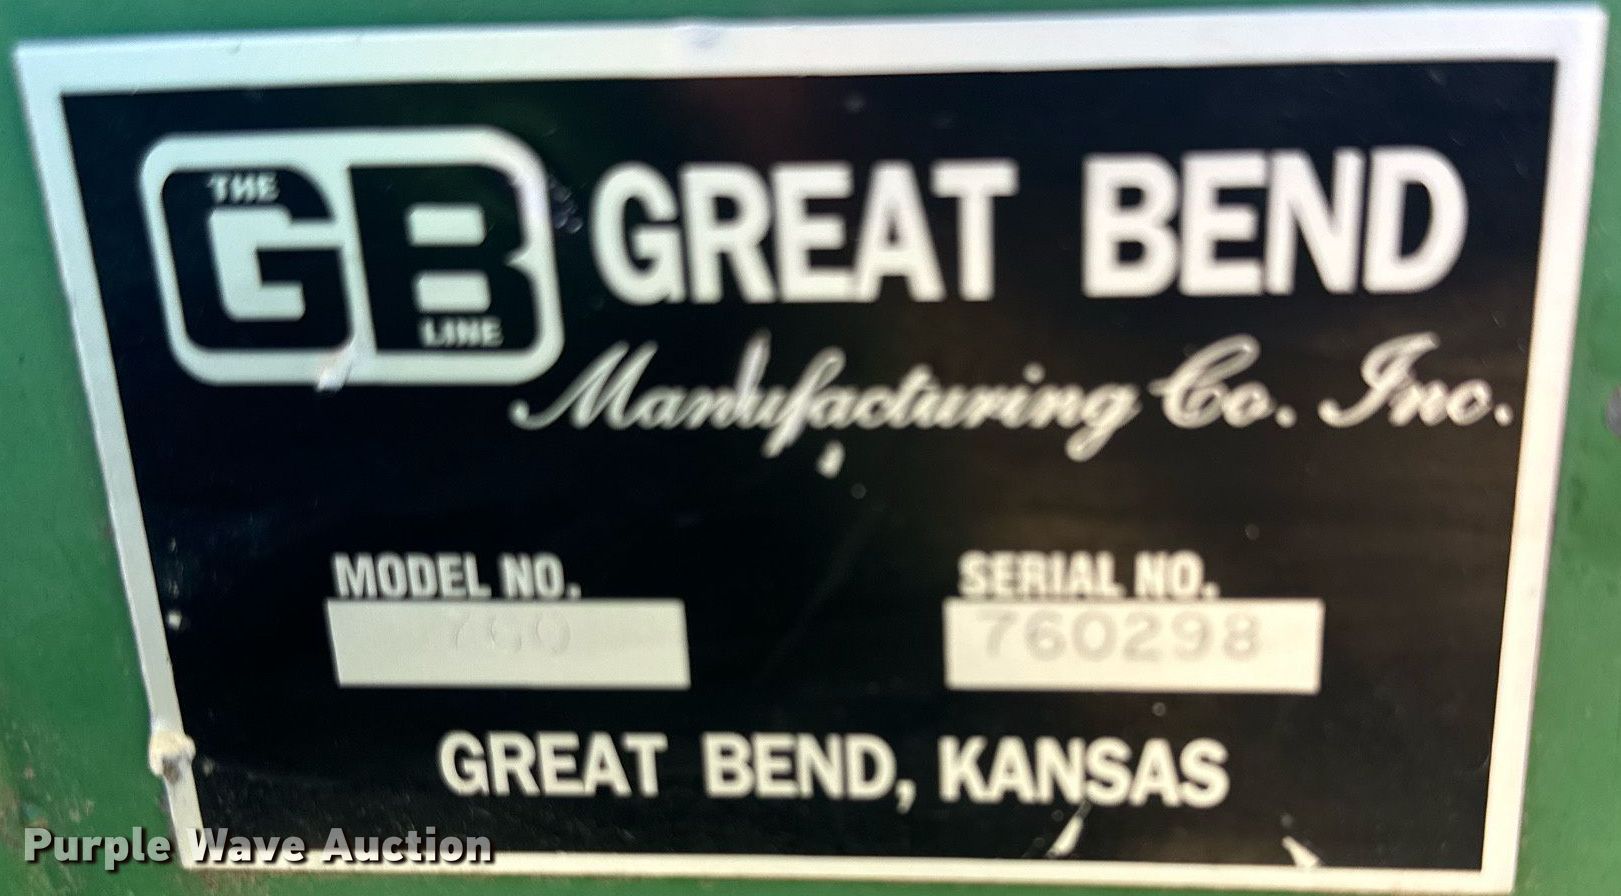 THE
GB
LINE
GREAT BEND
Manufacturing Co. Inc.
MODEL NO.
760
SERIAL NO.
760298
GREAT BEND, KANSAS
Purple Wave Auction